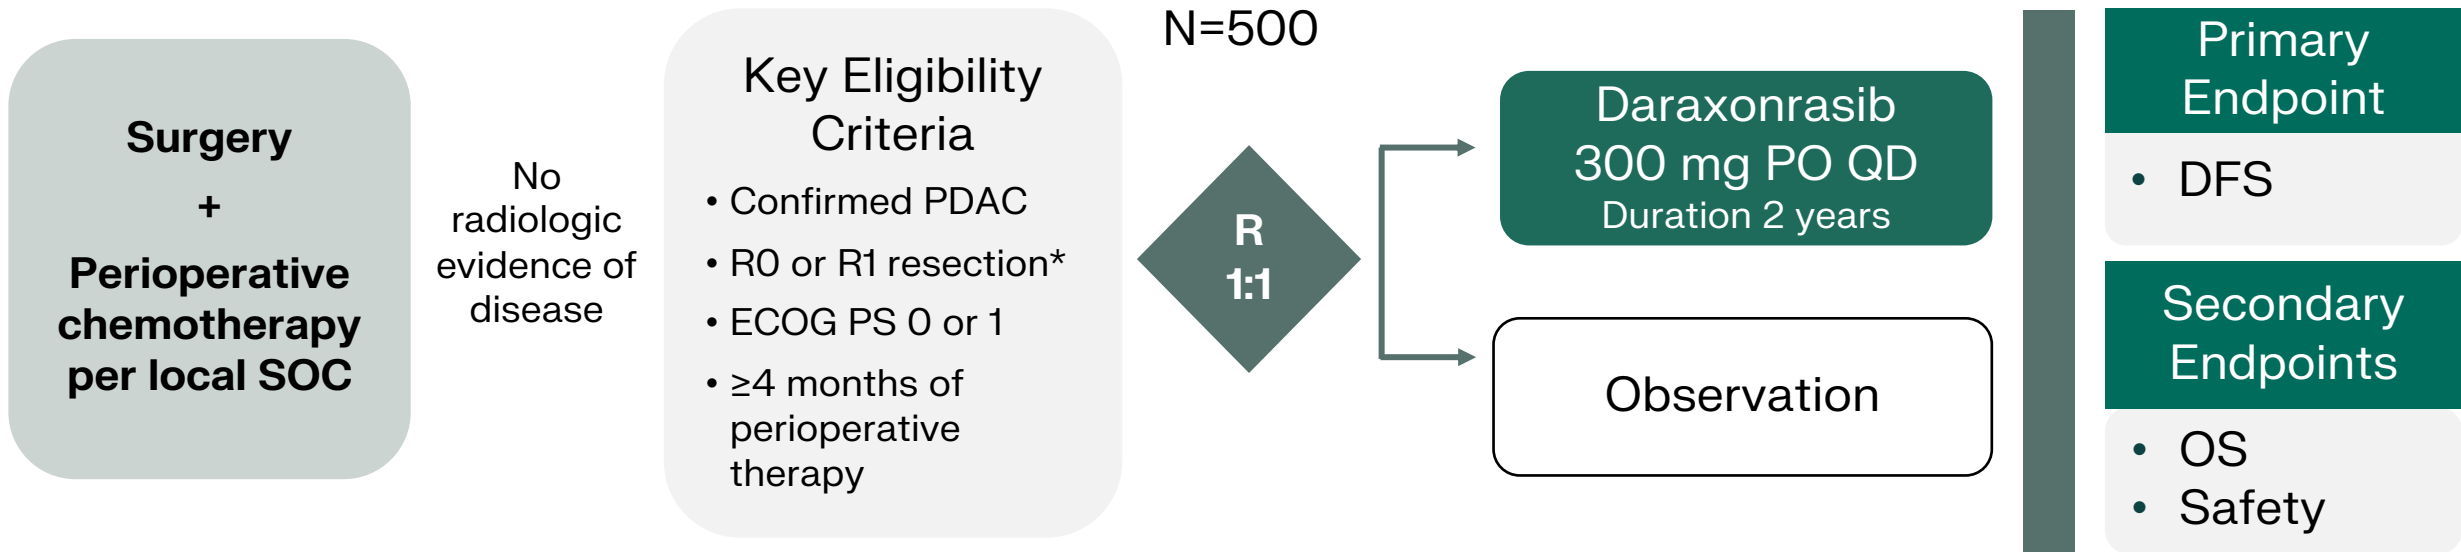 Surgery
+
Perioperative
chemotherapy
per local SOC
No
radiologic
evidence of
disease
Key Eligibility
Criteria
• Confirmed PDAC
• R0 or R1 resection*
• ECOG PS 0 or 1
• ≥4 months of
perioperative
therapy
N=500
R
1:1
Daraxonrasib
300 mg PO QD
Duration 2 years
Observation
Primary
Endpoint
• DFS
Secondary
Endpoints
• OS
• Safety